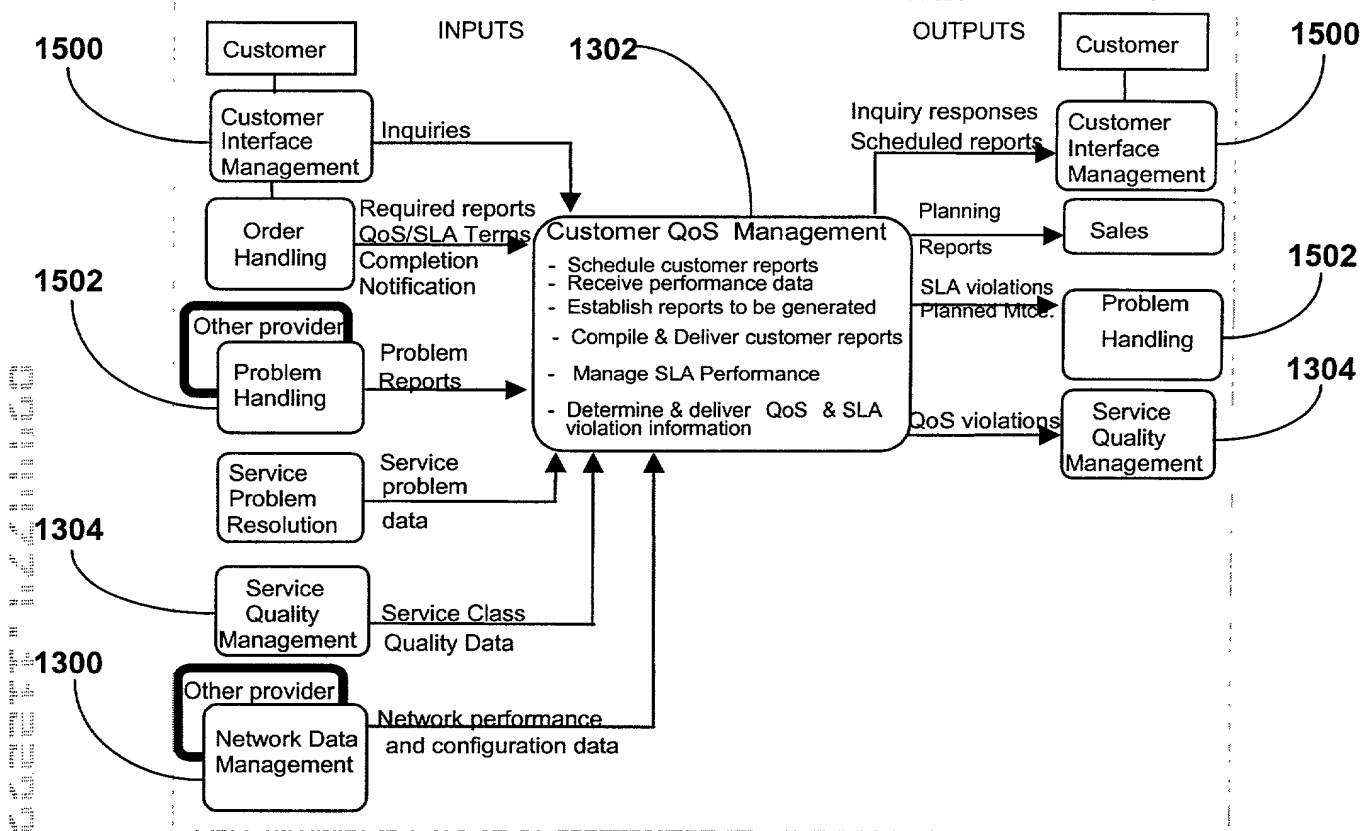 INPUTS
OUTPUTS
1500
Customer
1302
Customer
1500
Customer
Interface
Management
Inquiries
Inquiry responses
Scheduled reports
Customer
Interface
Management
Order
Handling
Required reports
QoS/SLA Terms
Completion
Notification
Customer QoS Management
- Schedule customer reports
- Receive performance data
- Establish reports to be generated
- Compile & Deliver customer reports
- Manage SLA Performance
- Determine & deliver QoS & SLA
violation information
Planning
Reports
Sales
1502
SLA violations
Planned Mtce.
Problem
Handling
1502
Other provider
Problem
Handling
Problem
Reports
QoS violations
Service
Quality
Management
1304
Service
Problem
Resolution
Service
problem
data
1304
Service
Quality
Management
Service Class
Quality Data
1300
Other provider
Network Data
Management
Network performance
and configuration data